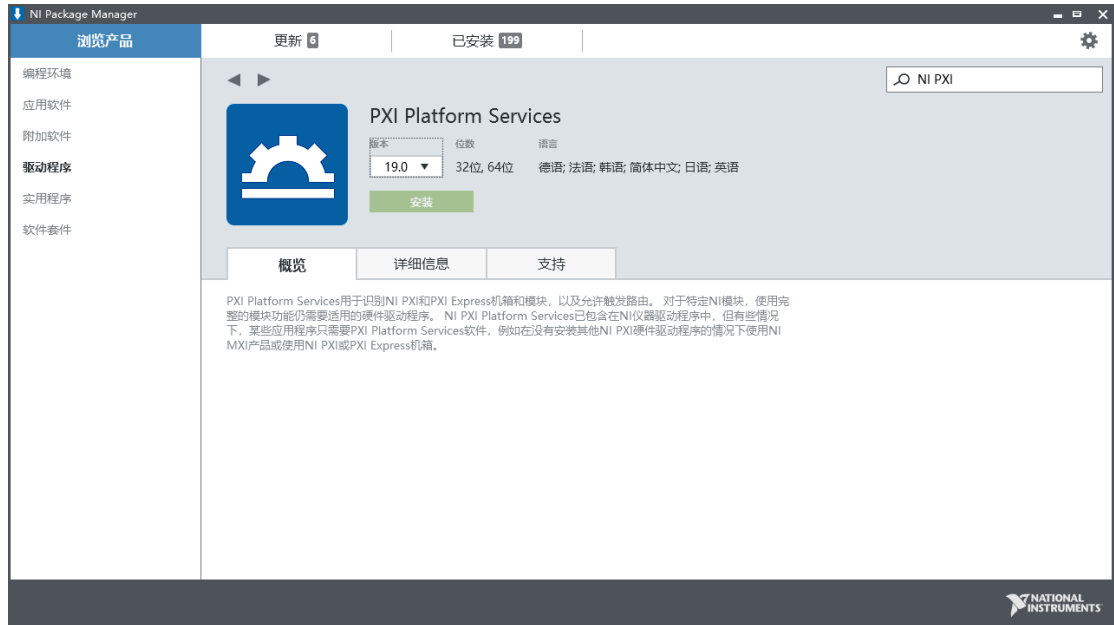 NI Package Manager
浏览产品
更新 6
已安装 199
编程环境
应用软件
附加软件
驱动程序
实用程序
软件套件
NI PXI
PXI Platform Services
版本
位数
语言
19.0
32位, 64位
德语; 法语; 韩语; 简体中文; 日语; 英语
安装
概览
详细信息
支持
PXI Platform Services用于识别NI PXI和PXI Express机箱和模块，以及允许触发路由。 对于特定NI模块，使用完
整的模块功能仍需要适用的硬件驱动程序。 NI PXI Platform Services已包含在NI仪器驱动程序中，但有些情况
下，某些应用程序只需要PXI Platform Services软件，例如在没有安装其他NI PXI硬件驱动程序的情况下使用NI
MXI产品或使用NI PXI或PXI Express机箱。
NATIONAL
INSTRUMENTS